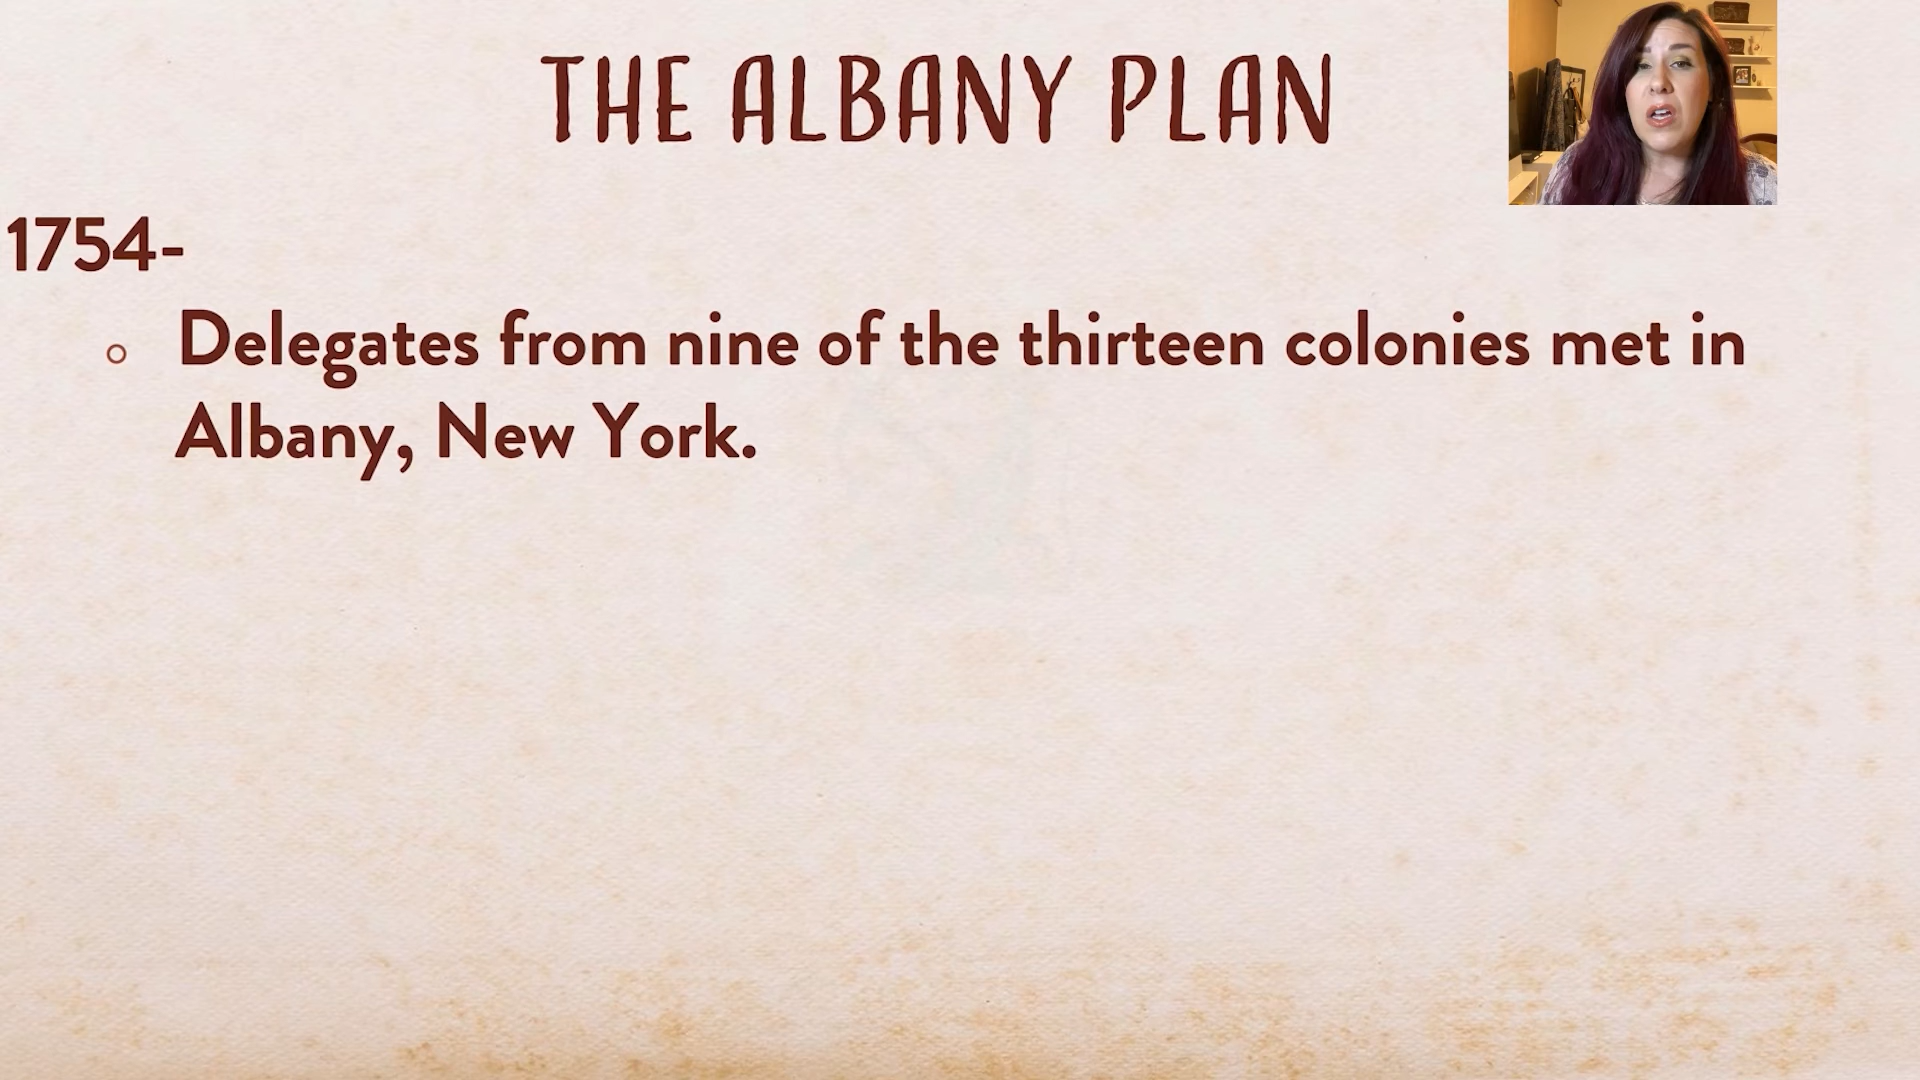 THE ALBANY PLAN
1754-
Delegates from nine of the thirteen colonies met in
Albany, New York.